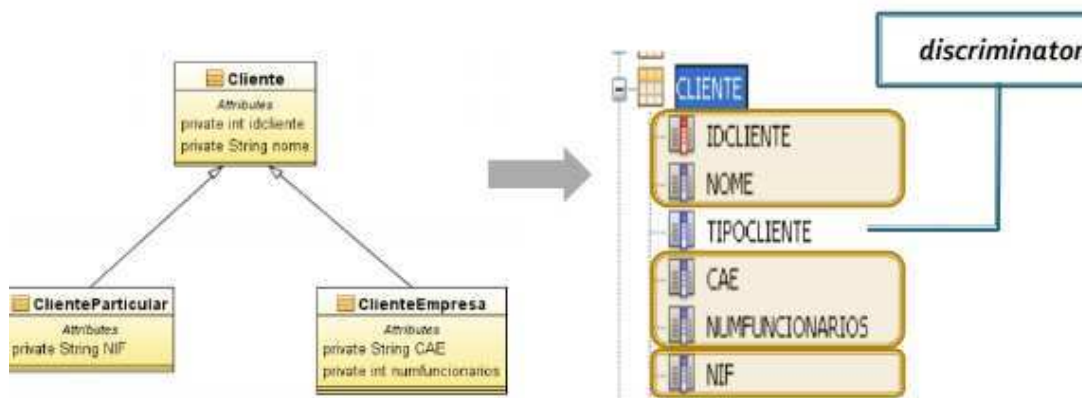 Cliente
Attributes
private int idcliente
private String nome
ClienteParticular
Attributes
private String NIF
ClienteEmpresa
Attributes
private String CAE
private int numfuncionarios
CLIENTE
IDCLIENTE
NOME
TIPOCLIENTE
CAE
NUMFUNCIONARIOS
NIF
discriminator